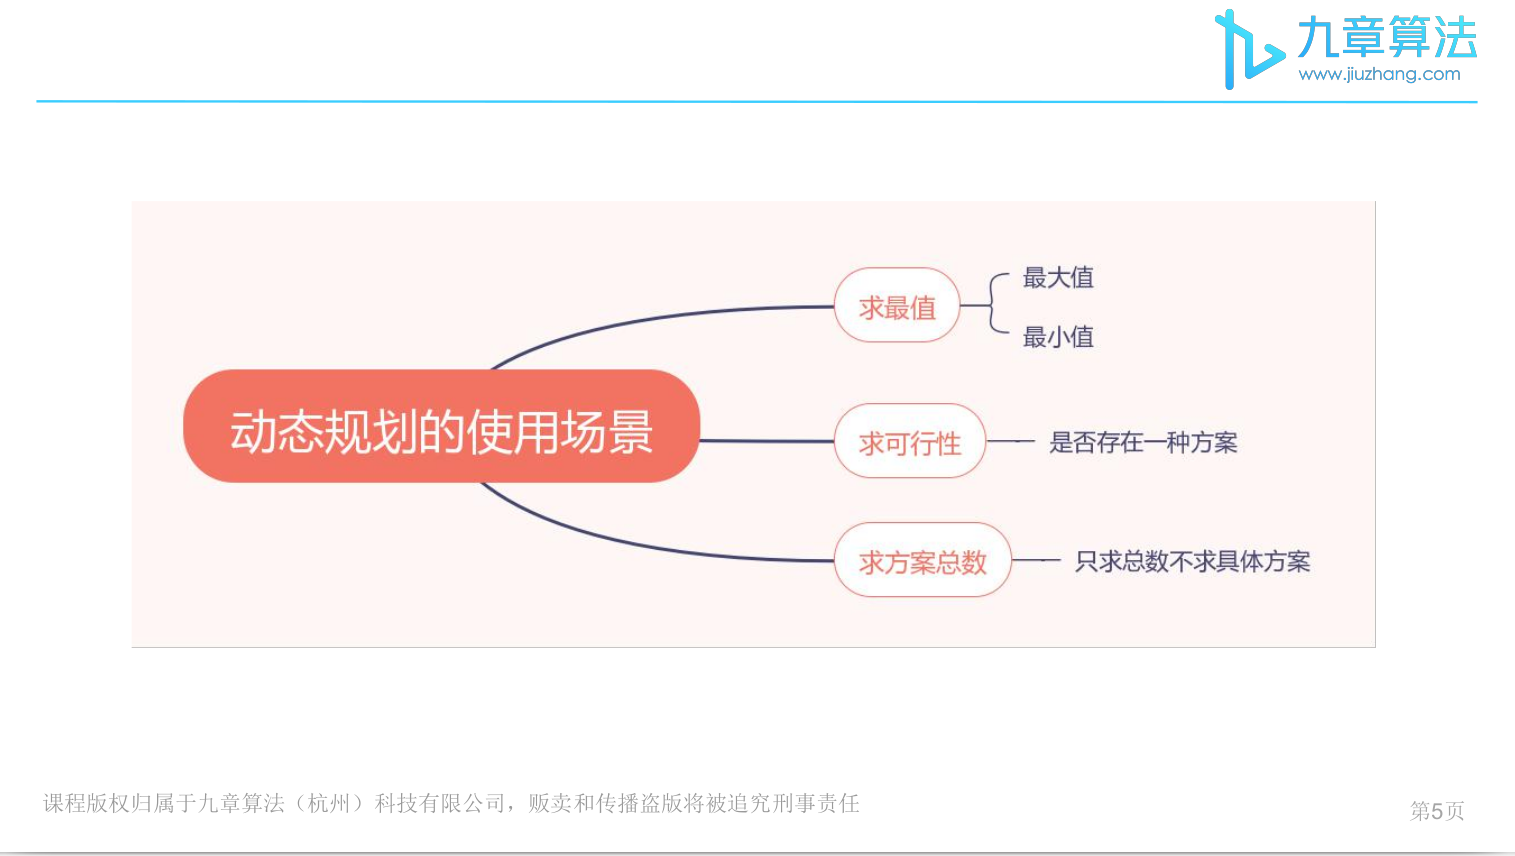 九章算法
www.jiuzhang.com
动态规划的使用场景
求最值
最大值
最小值
求可行性
是否存在一种方案
求方案总数
只求总数不求具体方案
课程版权归属于九章算法（杭州）科技有限公司，贩卖和传播盗版将被追究刑事责任
第5页